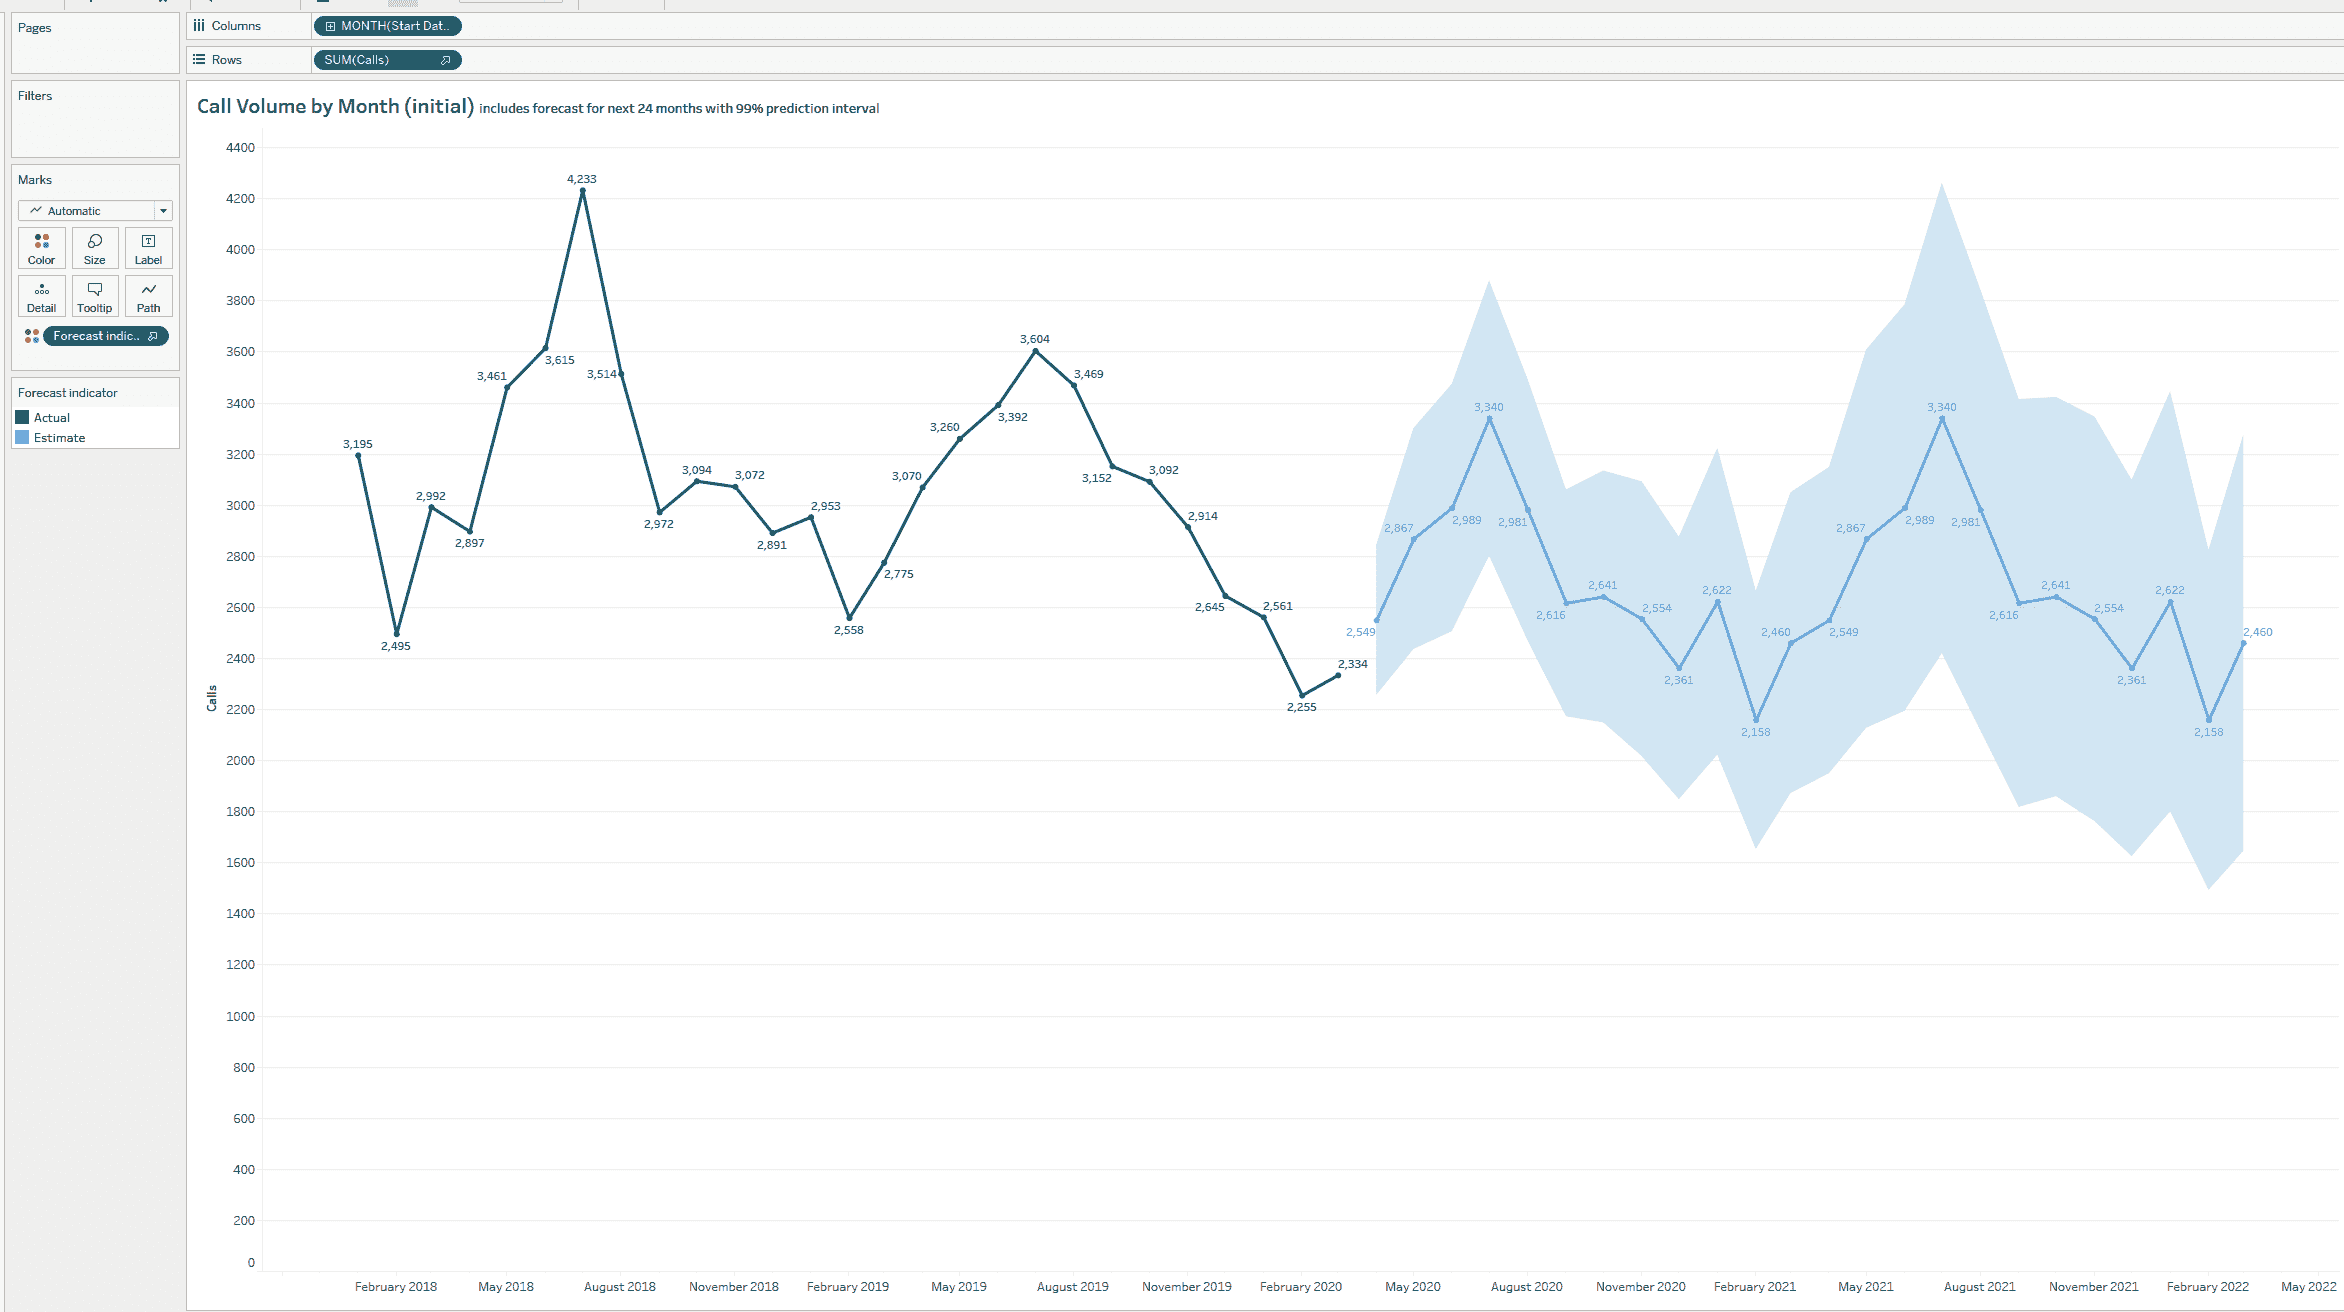 Pages
Columns
MONTH(Start Dat..
Rows
SUM(Calls)
Filters
Marks
Automatic
Color
Size
Label
Detail
Tooltip
Path
Forecast indic..
Forecast indicator
Actual
Estimate
Call Volume by Month (initial) includes forecast for next 24 months with 99% prediction interval
Calls
4400
4200
4000
3800
3600
3400
3200
3000
2800
2600
2400
2200
2000
1800
1600
1400
1200
1000
800
600
400
200
0
3,195
2,495
2,992
2,897
3,461
3,615
4,233
3,514
2,972
3,094
3,072
2,891
2,953
2,558
2,775
3,070
3,260
3,392
3,604
3,469
3,152
3,092
2,914
2,645
2,561
2,255
2,334
2,549
2,867
2,989
3,340
2,981
2,616
2,641
2,554
2,361
2,622
2,158
2,460
2,549
2,867
2,989
3,340
2,981
2,616
2,641
2,554
2,361
2,622
2,158
2,460
February 2018
May 2018
August 2018
November 2018
February 2019
May 2019
August 2019
November 2019
February 2020
May 2020
August 2020
November 2020
February 2021
May 2021
August 2021
November 2021
February 2022
May 2022